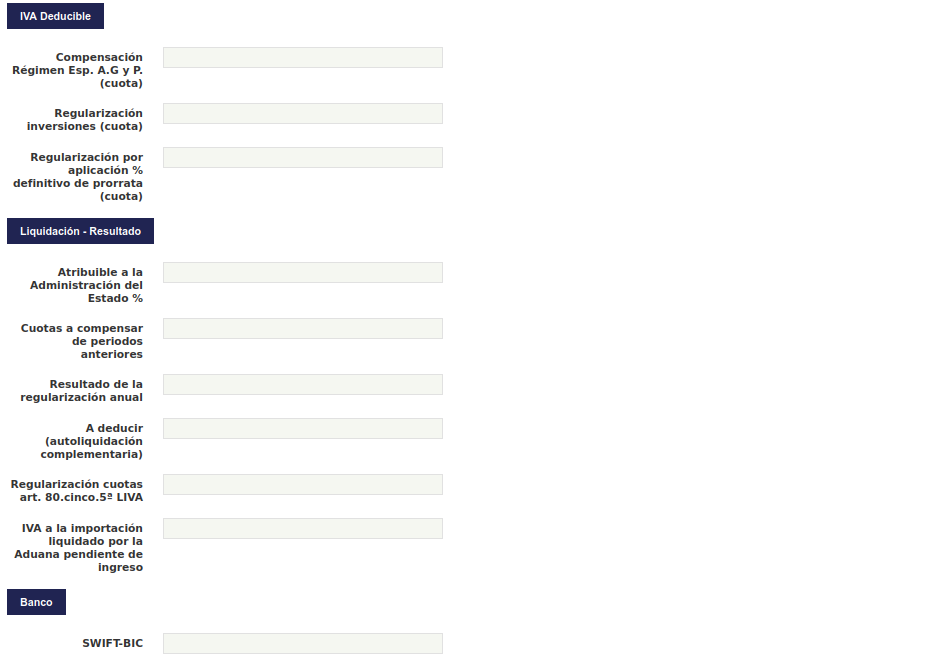 IVA Deducible
Compensación
Régimen Esp. A.G y P.
(cuota)
Regularización
inversiones (cuota)
Regularización por
aplicación %
definitivo de prorrata
(cuota)
Liquidación - Resultado
Atribuible a la
Administración del
Estado %
Cuotas a compensar
de periodos
anteriores
Resultado de la
regularización anual
A deducir
(autoliquidación
complementaria)
Regularización cuotas
art. 80.cinco.5ª LIVA
IVA a la importación
liquidado por la
Aduana pendiente de
ingreso
Banco
SWIFT-BIC